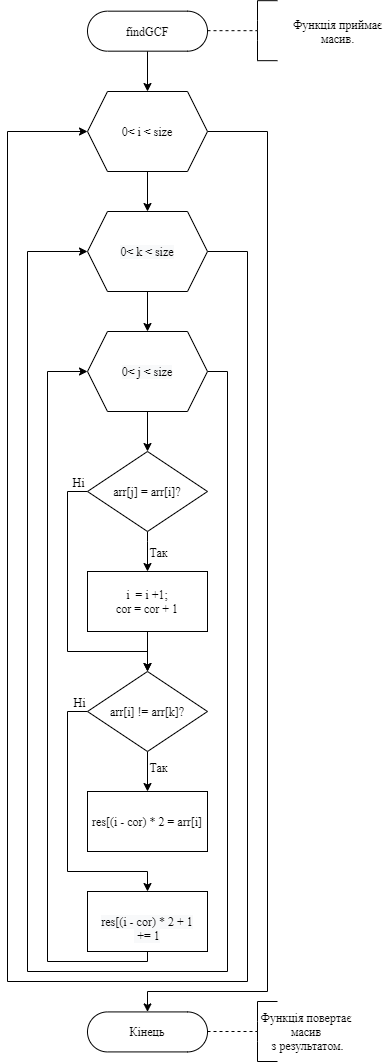 findGCF
Функція приймає
масив.
0< i < size
0< k < size
0< j < size
arr[j] = arr[i]?
Ні
Так
i = i +1;
cor = cor + 1
arr[i] != arr[k]?
Ні
Так
res[(i - cor) * 2 = arr[i]
res[(i - cor) * 2 + 1
+= 1
Кінець
Функція повертає
масив
з результатом.